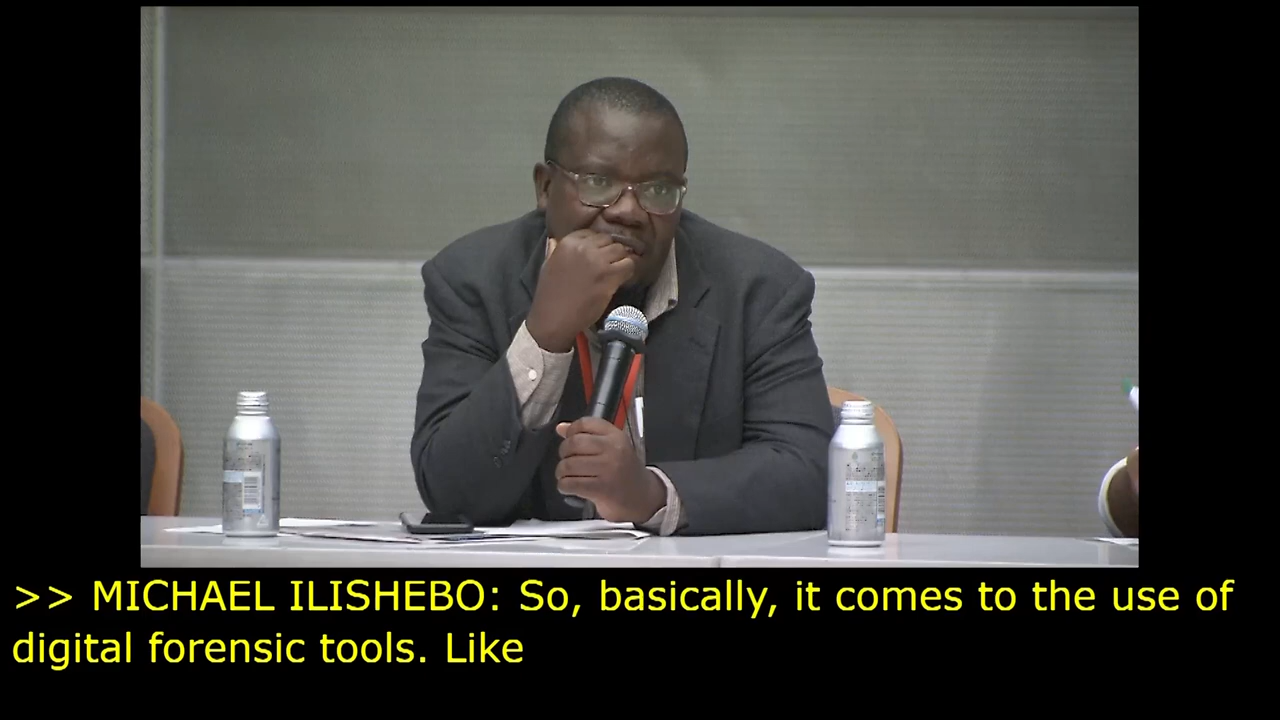 >> MICHAEL ILISHEBO: So, basically, it comes to the use of
digital forensic tools. Like